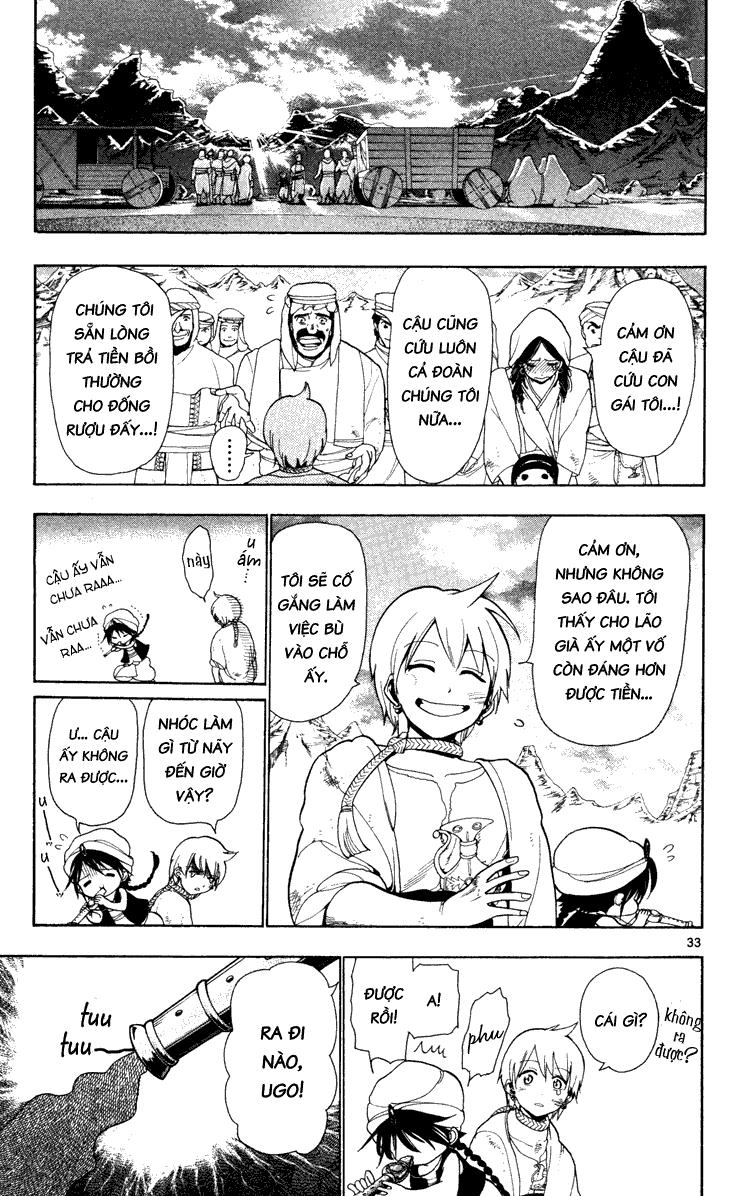 CẢM ƠN
CẬU ĐÃ
CỨU CON
GÁI TÔI...!
CẬU CŨNG
CỨU LUÔN
CẢ ĐOÀN
CHÚNG TÔI
NỮA...
CHÚNG TÔI
SẴN LÒNG
TRẢ TIỀN BỒI
THƯỜNG
CHO ĐỐNG
RƯỢU ĐẤY...!
CẢM ƠN,
NHƯNG KHÔNG
SAO ĐÂU. TÔI
THẤY CHO LÃO
GIÀ ẤY MỘT VỐ
CÒN ĐÁNG HƠN
ĐƯỢC TIỀN...
TÔI SẼ CỐ
GẮNG LÀM
VIỆC BÙ
VÀO CHỖ
ẤY.
u
ám...
này
CẬU ẤY VẪN
CHƯA RAAA...
VẪN CHƯA
RAA...
NHÓC LÀM
GÌ TỪ NÃY
ĐẾN GIỜ
VẬY?
Ư... CẬU
ẤY KHÔNG
RA ĐƯỢC...
u
u
33
không
ra
được?
CÁI GÌ?
phu
A!
ĐƯỢC
RỒI!
RA ĐI
NÀO,
UGO!
tuu
tuu